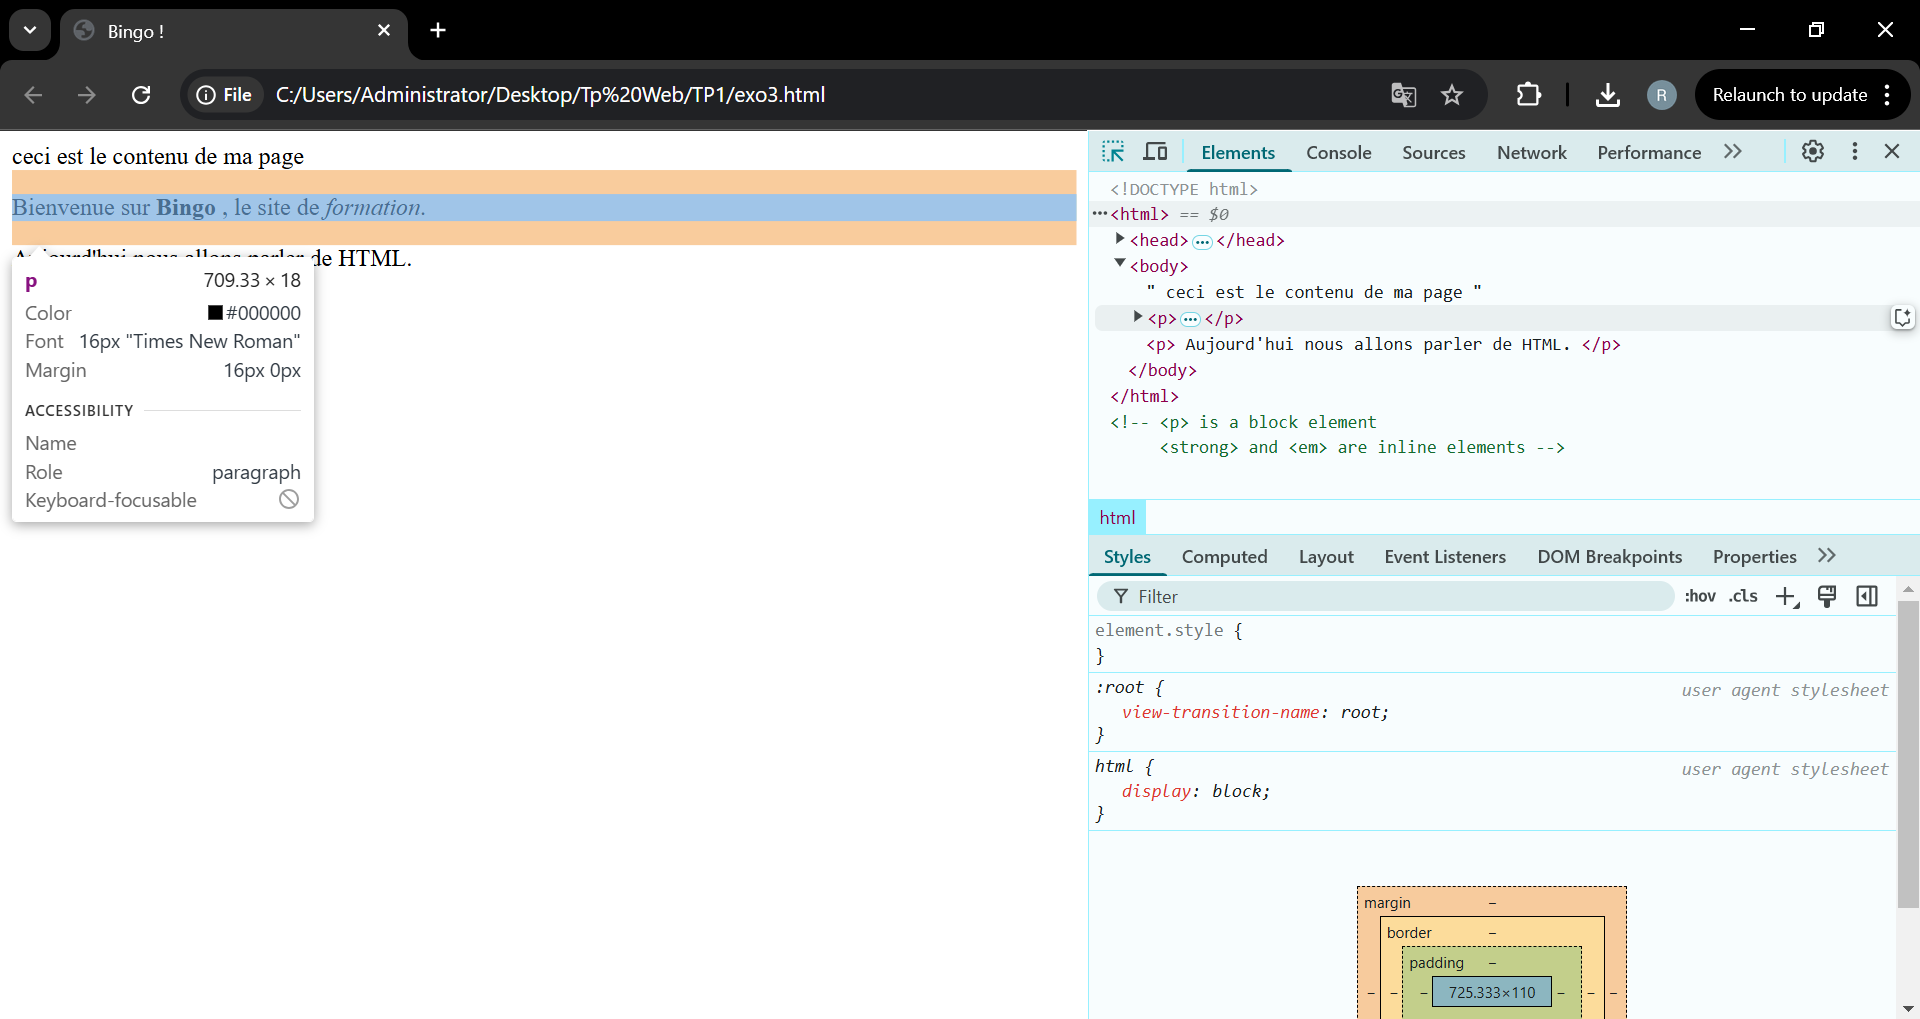 Bingo !
File
C:/Users/Administrator/Desktop/Tp%20Web/TP1/exo3.html
R
Relaunch to update
ceci est le contenu de ma page
Bienvenue sur Bingo , le site de formation.
Aujourd'hui nous allons parler de HTML.
p 709.33 × 18
Color #000000
Font 16px "Times New Roman"
Margin 16px 0px
ACCESSIBILITY
Name
Role paragraph
Keyboard-focusable
Elements Console Sources Network Performance
<!DOCTYPE html>
<html> == $0
<head> … </head>
<body>
" ceci est le contenu de ma page "
<p> … </p>
<p> Aujourd'hui nous allons parler de HTML. </p>
</body>
</html>
<!-- <p> is a block element
<strong> and <em> are inline elements -->
html
Styles Computed Layout Event Listeners DOM Breakpoints Properties
Filter :hov .cls
element.style {
}
:root { user agent stylesheet
view-transition-name: root;
}
html { user agent stylesheet
display: block;
}
margin –
border –
padding –
– – – 725.333×110 – – –